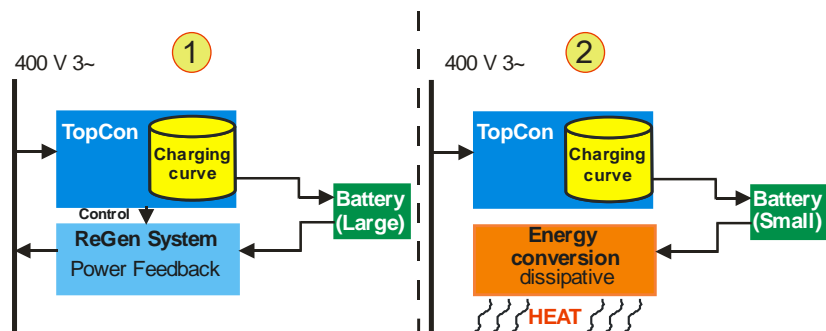 1
400 V 3~
TopCon
Charging
curve
Battery
(Large)
Control
ReGen System
Power Feedback
2
400 V 3~
TopCon
Charging
curve
Battery
(Small)
Energy
conversion
dissipative
HEAT